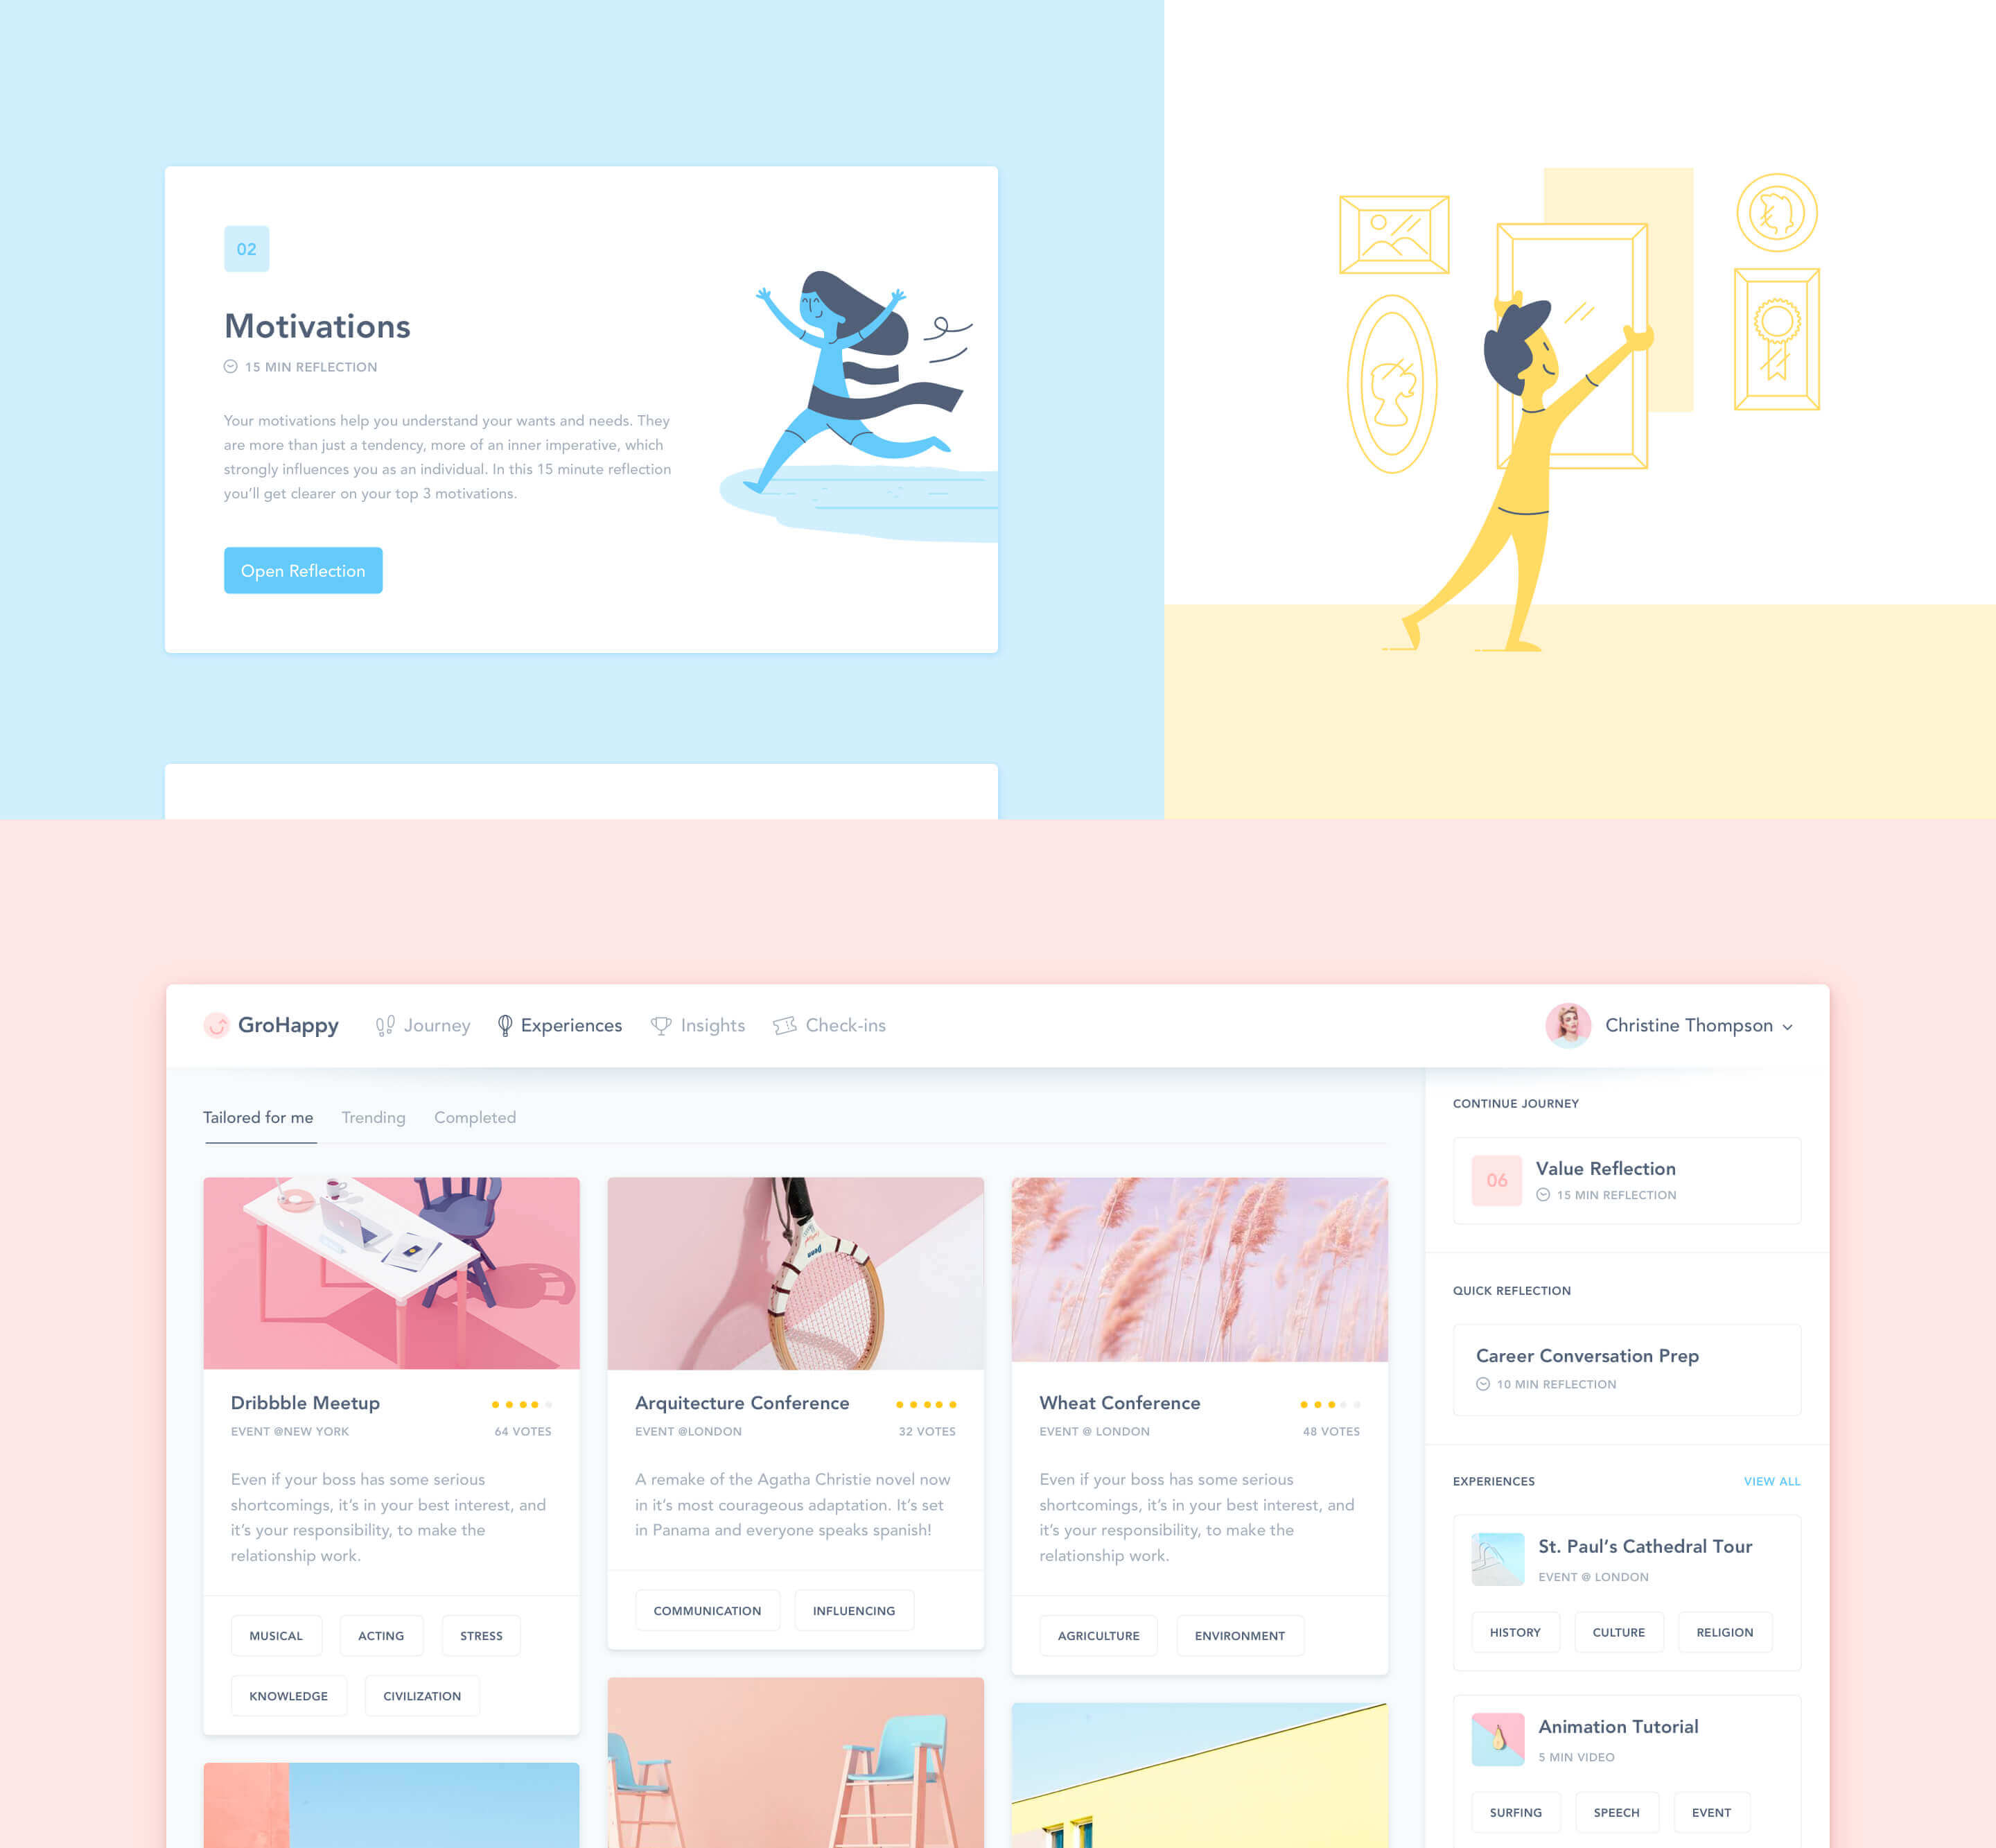 02
Motivations
15 MIN REFLECTION
Your motivations help you understand your wants and needs. They
are more than just a tendency, more of an inner imperative, which
strongly influences you as an individual. In this 15 minute reflection
you'll get clearer on your top 3 motivations.
Open Reflection
GroHappy
Journey
Experiences
Insights
Check-ins
Christine Thompson
Tailored for me
Trending
Completed
Dribbble Meetup
EVENT @NEW YORK
64 VOTES
Even if your boss has some serious
shortcomings, it's in your best interest, and
it's your responsibility, to make the
relationship work.
MUSICAL
ACTING
STRESS
KNOWLEDGE
CIVILIZATION
Penn
Arquitecture Conference
EVENT @LONDON
32 VOTES
A remake of the Agatha Christie novel now
in it's most courageous adaptation. It's set
in Panama and everyone speaks spanish!
COMMUNICATION
INFLUENCING
Wheat Conference
EVENT @ LONDON
48 VOTES
Even if your boss has some serious
shortcomings, it's in your best interest, and
it's your responsibility, to make the
relationship work.
AGRICULTURE
ENVIRONMENT
CONTINUE JOURNEY
06
Value Reflection
15 MIN REFLECTION
QUICK REFLECTION
Career Conversation Prep
10 MIN REFLECTION
EXPERIENCES
VIEW ALL
St. Paul's Cathedral Tour
EVENT @ LONDON
HISTORY
CULTURE
RELIGION
Animation Tutorial
5 MIN VIDEO
SURFING
SPEECH
EVENT